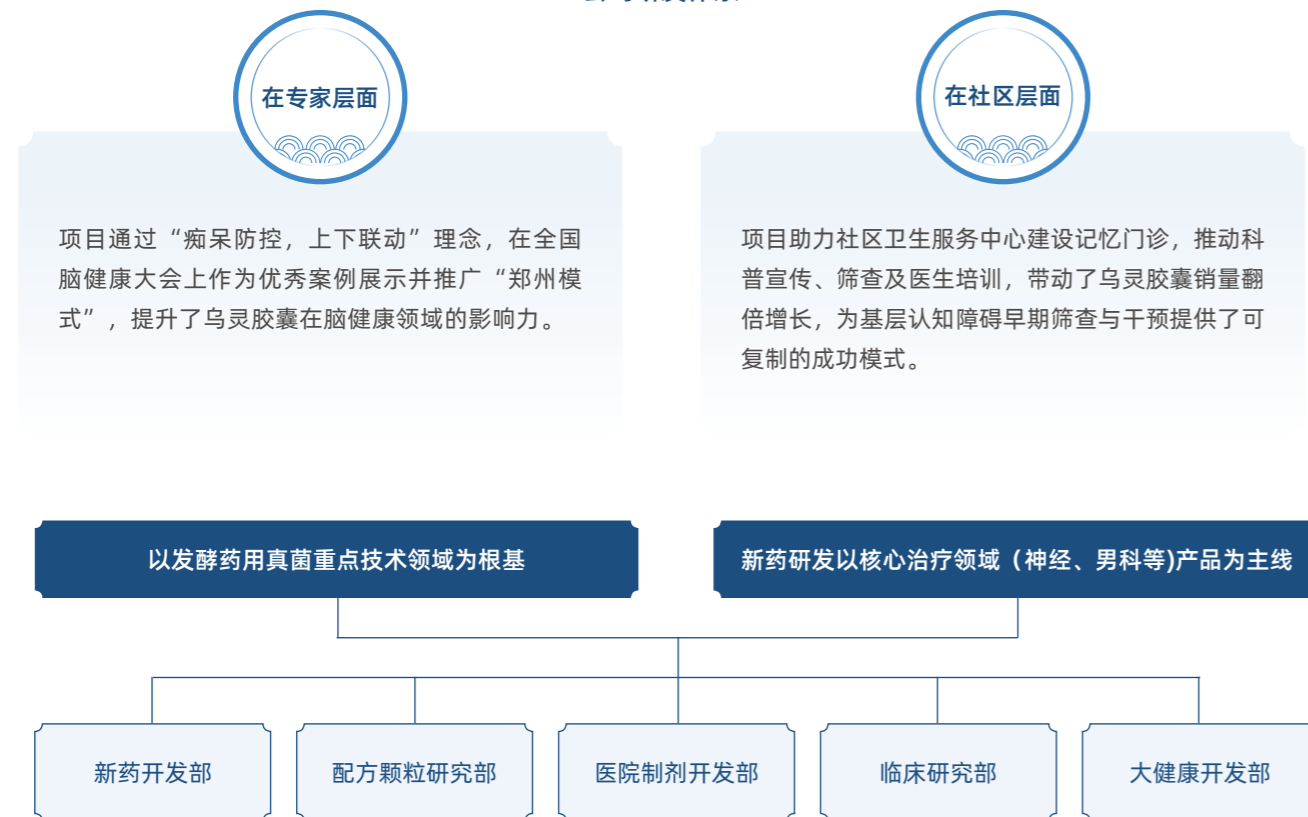 在专家层面
项目通过“痴呆防控，上下联动”理念，在全国
脑健康大会上作为优秀案例展示并推广“郑州模
式”，提升了乌灵胶囊在脑健康领域的影响力。
在社区层面
项目助力社区卫生服务中心建设记忆门诊，推动科
普宣传、筛查及医生培训，带动了乌灵胶囊销量翻
倍增长，为基层认知障碍早期筛查与干预提供了可
复制的成功模式。
以发酵药用真菌重点技术领域为根基
新药研发以核心治疗领域（神经、男科等)产品为主线
新药开发部
配方颗粒研究部
医院制剂开发部
临床研究部
大健康开发部